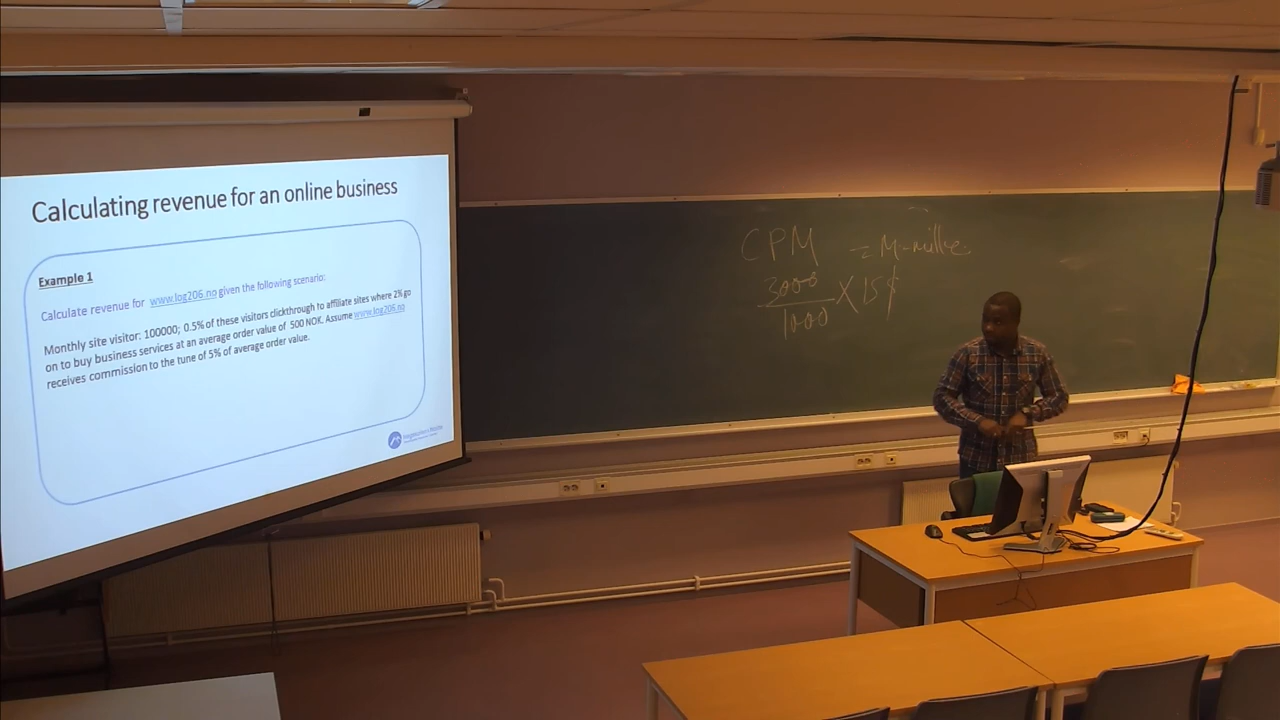 Calculating revenue for an online business
Example 1
Calculate revenue for www.log206.no given the following scenario:
Monthly site visitor: 100000; 0.5% of these visitors clickthrough to affiliate sites where 2% go
on to buy business services at an average order value of 500 NOK. Assume www.log206.no
receives commission to the tune of 5% of average order value.
CPM = M-mille
3000
1000 X 15 ¢